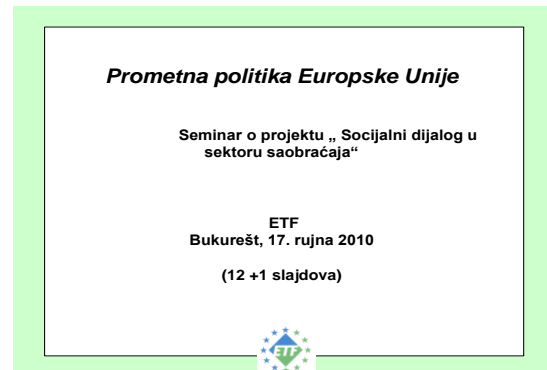 Prometna politika Europske Unije
Seminar o projektu „ Socijalni dijalog u
sektoru saobraćaja“
ETF
Bukurešt, 17. rujna 2010
(12 +1 slajdova)
ETF